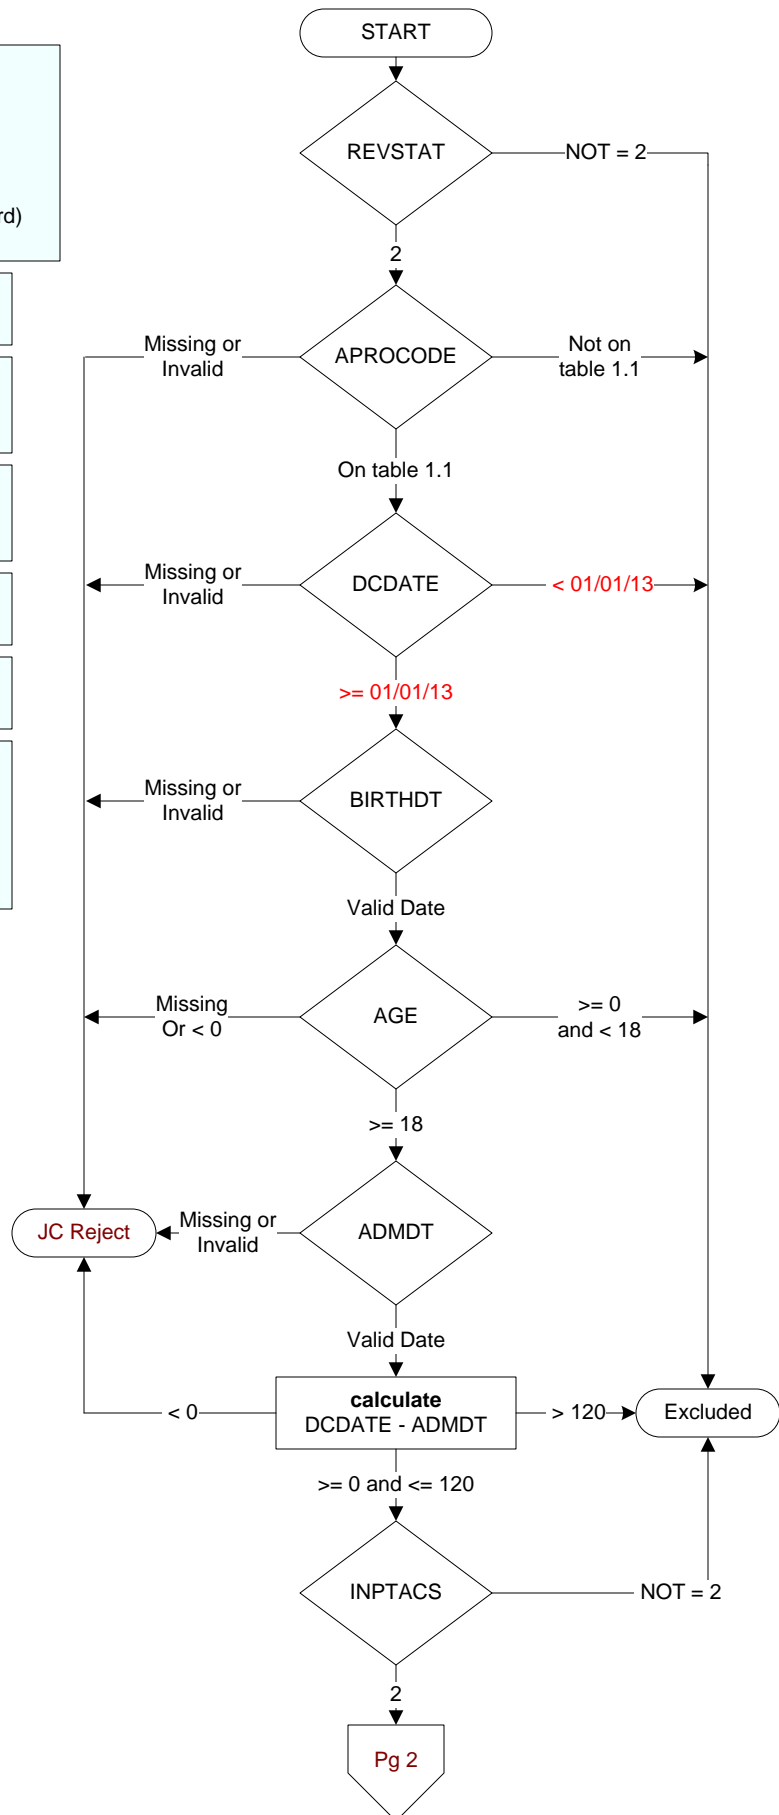 START
REVSTAT
NOT = 2
rd)
2
Missing or
Invalid
APROCODE
Not on
table 1.1
On table 1.1
Missing or
Invalid
DCDATE
< 01/01/13
>= 01/01/13
Missing or
Invalid
BIRTHDT
Valid Date
Missing
Or < 0
AGE
>= 0
and < 18
>= 18
JC Reject
Missing or
Invalid
ADMDT
Valid Date
< 0
calculate
DCDATE - ADMDT
> 120
Excluded
>= 0 and <= 120
INPTACS
NOT = 2
2
Pg 2